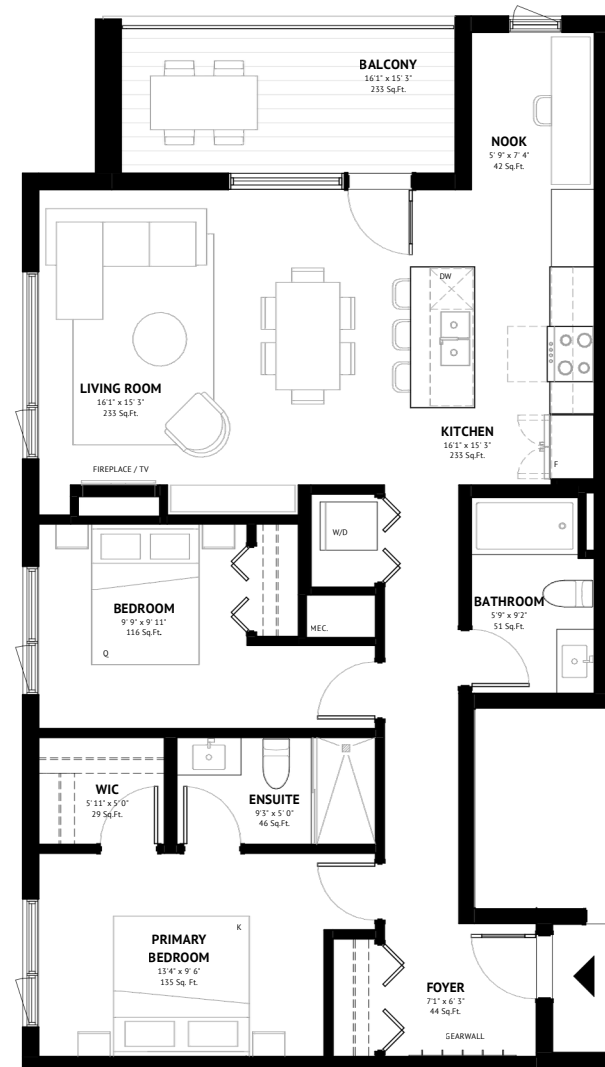 BALCONY
16'1" x 15' 3"
233 Sq.Ft.
NOOK
5' 9" x 7' 4"
42 Sq.Ft.
DW
LIVING ROOM
16'1" x 15' 3"
233 Sq.Ft.
KITCHEN
16'1" x 15' 3"
233 Sq.Ft.
FIREPLACE / TV
F
W/D
BEDROOM
9' 9" x 9' 11"
116 Sq.Ft.
Q
MEC.
BATHROOM
5'9" x 9'2"
51 Sq.Ft.
WIC
5' 11" x 5' 0"
29 Sq.Ft.
ENSUITE
9'3" x 5' 0"
46 Sq.Ft.
K
PRIMARY
BEDROOM
13'4" x 9' 6"
135 Sq. Ft.
FOYER
7'1" x 6' 3"
44 Sq.Ft.
GEARWALL